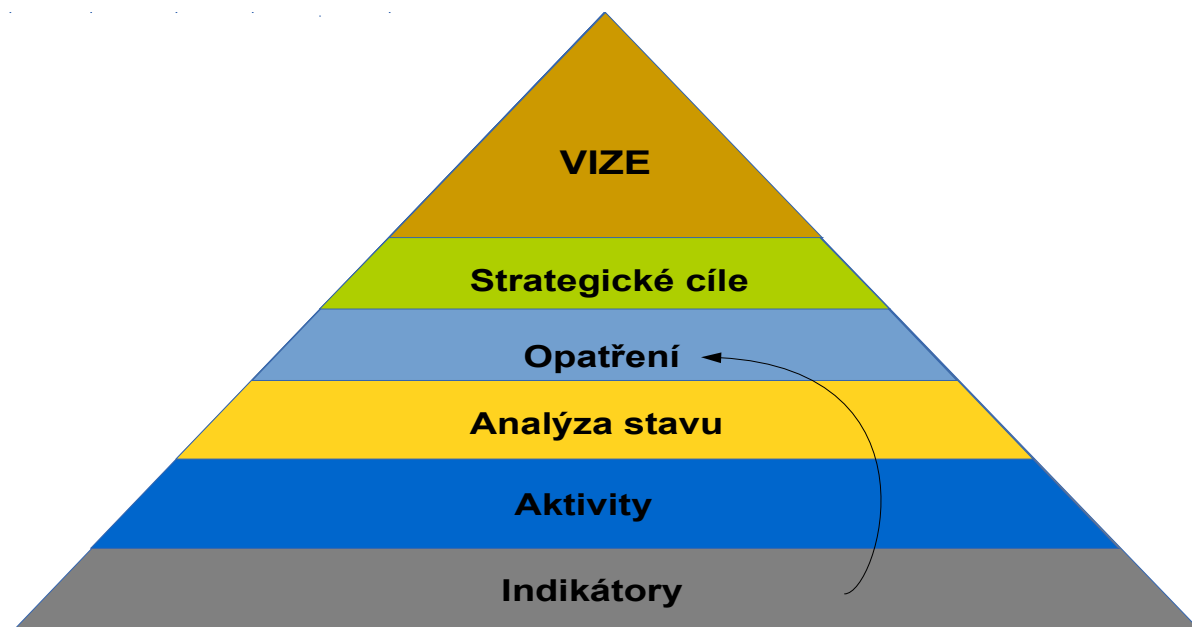 VIZE
Strategické cíle
Opatření
Analýza stavu
Aktivity
Indikátory